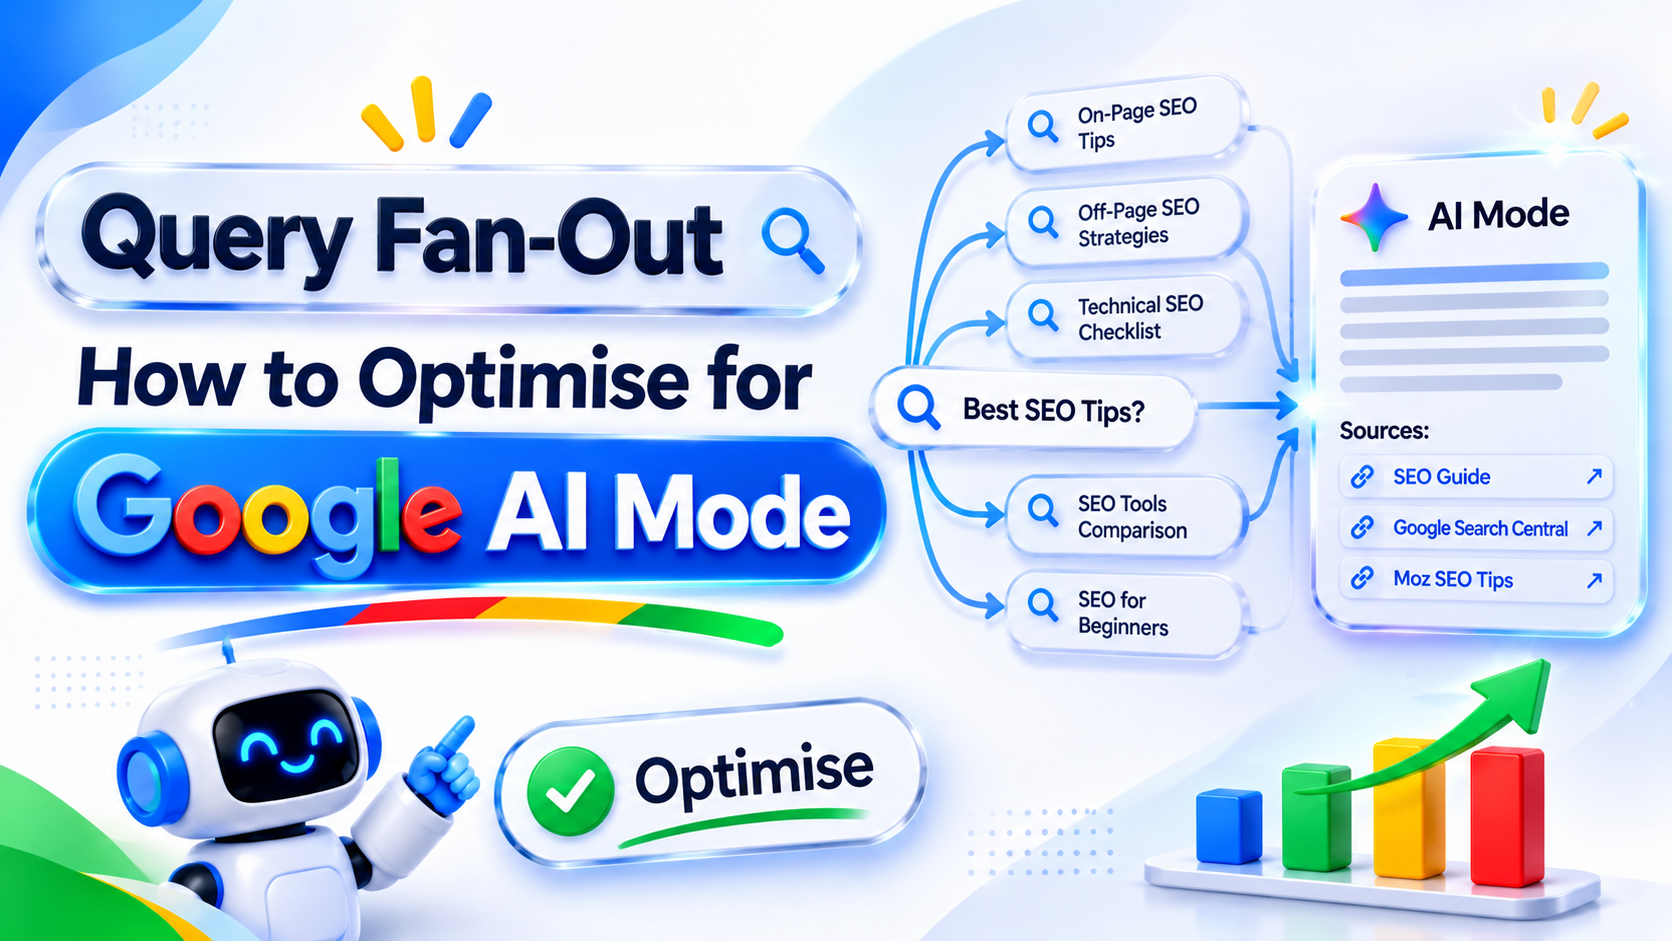 Query Fan-Out
How to Optimise for
Google AI Mode
Optimise
On-Page SEO
Tips
Off-Page SEO
Strategies
Technical SEO
Checklist
Best SEO Tips?
SEO Tools
Comparison
SEO for
Beginners
AI Mode
Sources:
SEO Guide
Google Search Central
Moz SEO Tips